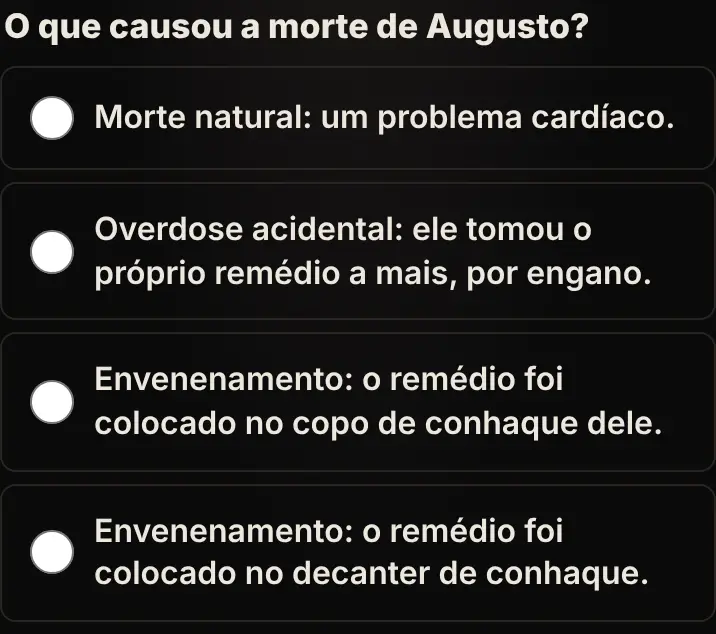 O que causou a morte de Augusto?
Morte natural: um problema cardíaco.
Overdose acidental: ele tomou o
próprio remédio a mais, por engano.
Envenenamento: o remédio foi
colocado no copo de conhaque dele.
Envenenamento: o remédio foi
colocado no decanter de conhaque.